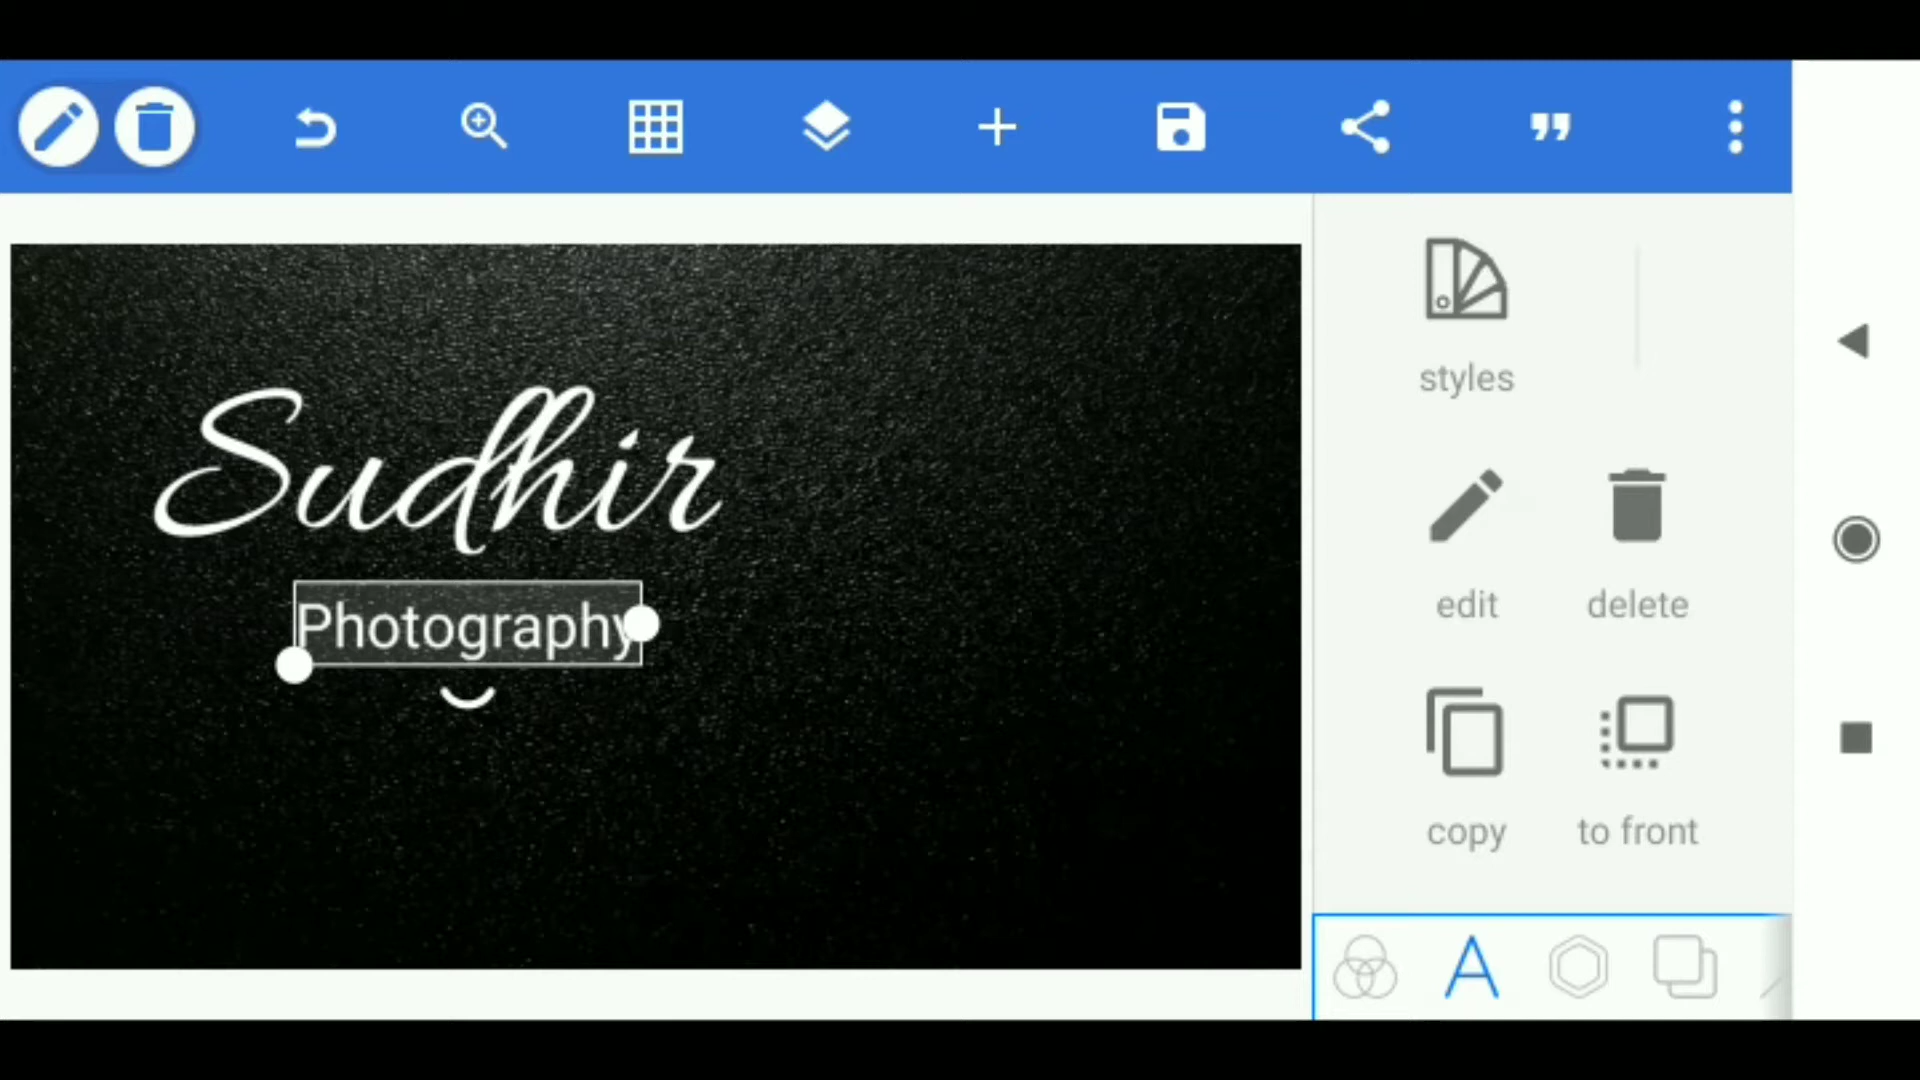 styles
Sudhir
edit delete
Photography
copy to front